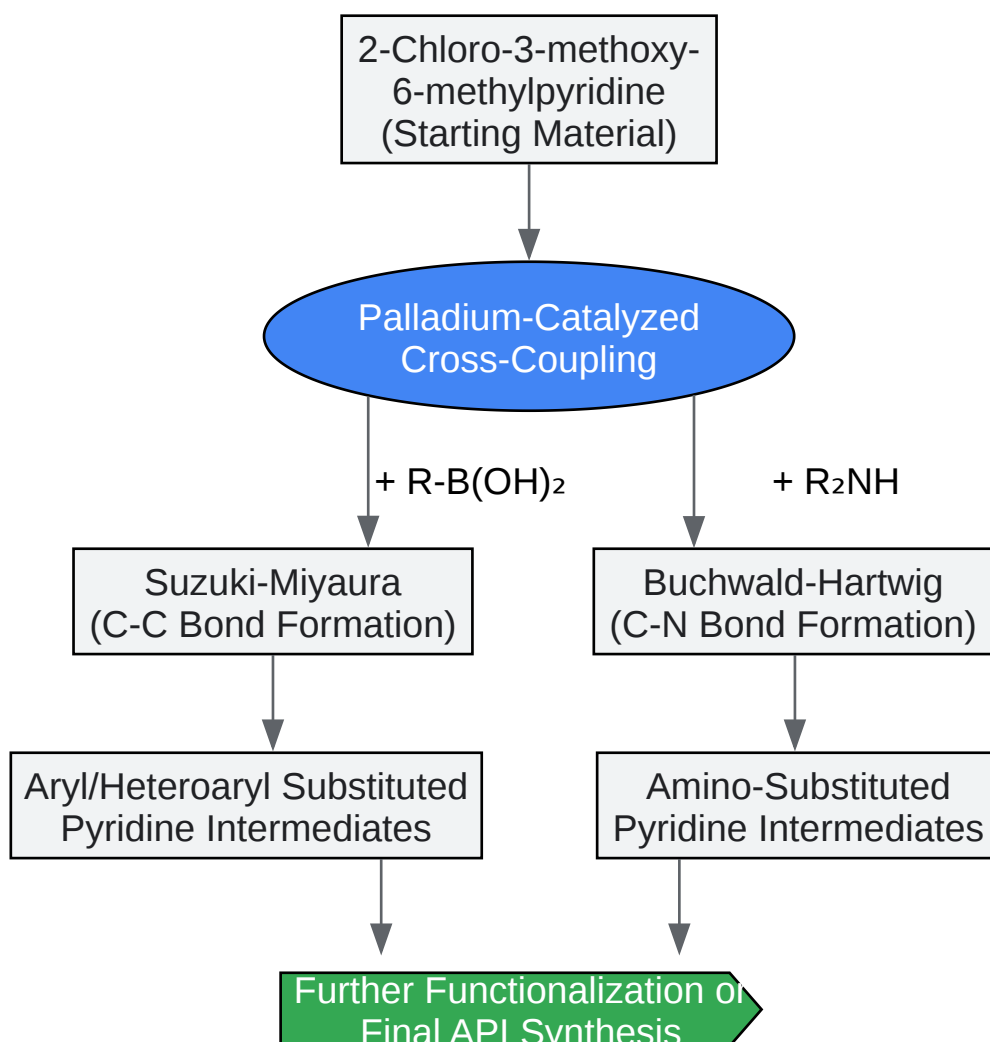 2-Chloro-3-methoxy-
6-methylpyridine
(Starting Material)
Palladium-Catalyzed
Cross-Coupling
+ R-B(OH)₂
+ R₂NH
Suzuki-Miyaura
(C-C Bond Formation)
Buchwald-Hartwig
(C-N Bond Formation)
Aryl/Heteroaryl Substituted
Pyridine Intermediates
Amino-Substituted
Pyridine Intermediates
Further Functionalization or
Final API Synthesis